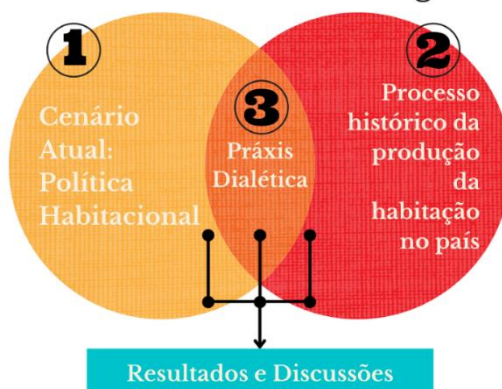 1
Cenário
Atual:
Política
Habitacional
2
Processo
histórico da
produção
da
habitação
no país
3
Práxis
Dialética
Resultados e Discussões